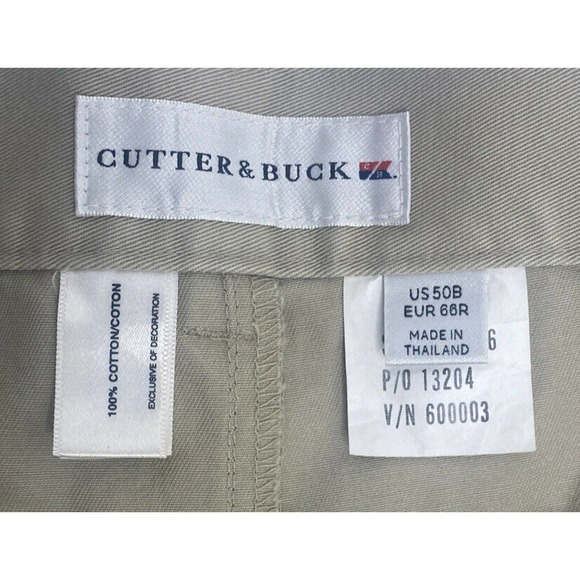 CUTTER & BUCK
100% COTTON/COTON
EXCLUSIVE OF DECORATION
US 50B
EUR 66R
MADE IN
THAILAND
6
P/O 13204
V/N 600003